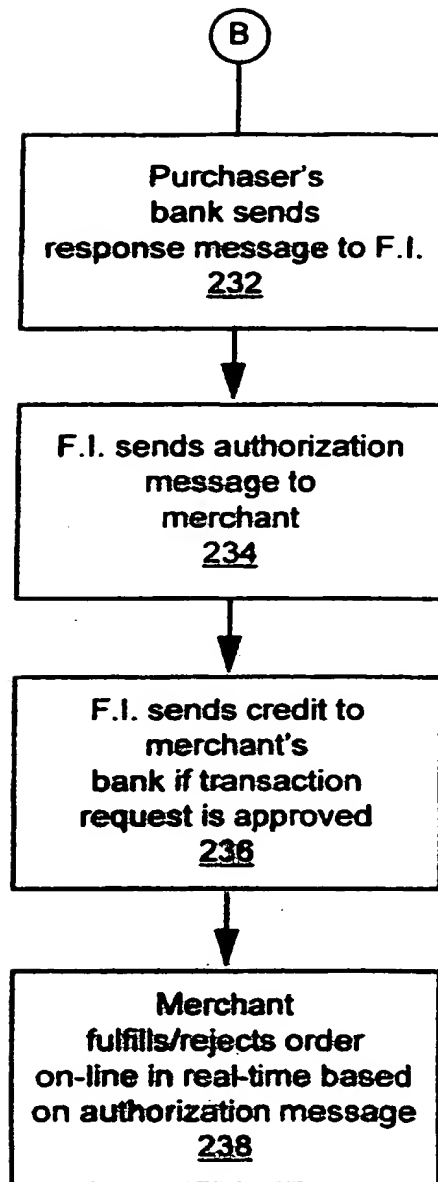 B
Purchaser's
bank sends
response message to F.I.
232
F.I. sends authorization
message to
merchant
234
F.I. sends credit to
merchant's
bank if transaction
request is approved
236
Merchant
fulfills/rejects order
on-line in real-time based
on authorization message
238